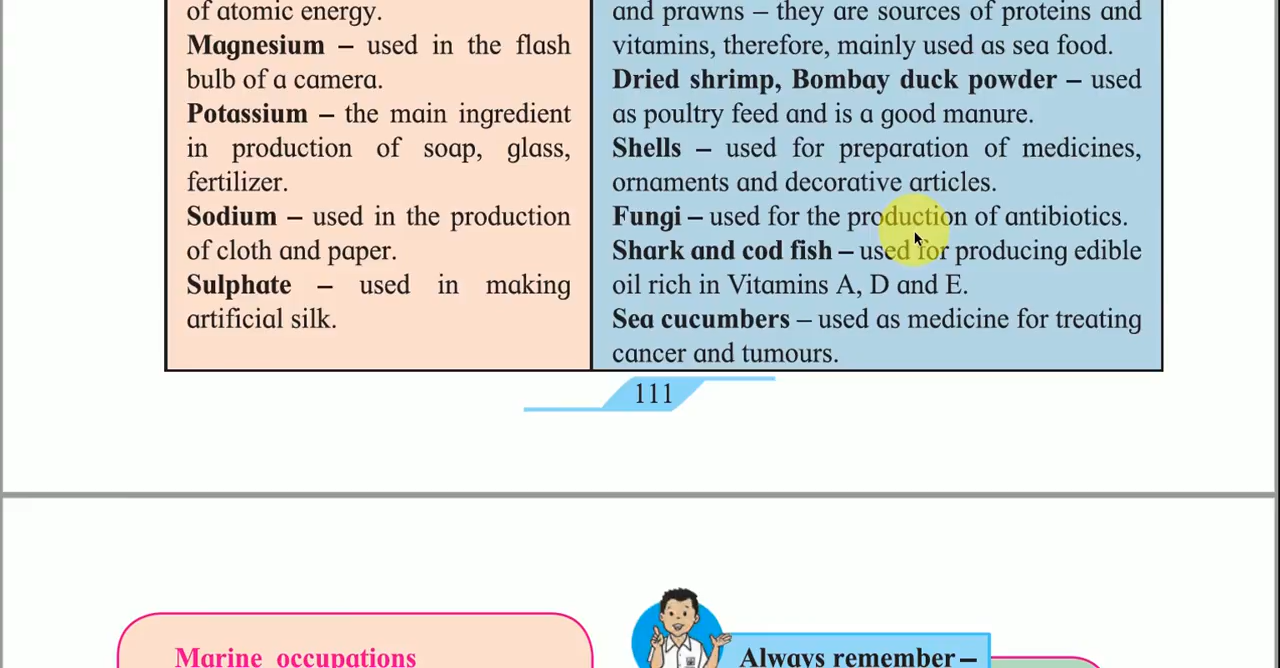 of atomic energy.
Magnesium – used in the flash
bulb of a camera.
Potassium – the main ingredient
in production of soap, glass,
fertilizer.
Sodium – used in the production
of cloth and paper.
Sulphate – used in making
artificial silk.
and prawns – they are sources of proteins and
vitamins, therefore, mainly used as sea food.
Dried shrimp, Bombay duck powder – used
as poultry feed and is a good manure.
Shells – used for preparation of medicines,
ornaments and decorative articles.
Fungi – used for the production of antibiotics.
Shark and cod fish – used for producing edible
oil rich in Vitamins A, D and E.
Sea cucumbers – used as medicine for treating
cancer and tumours.
111
Marine occupations
Always remember –